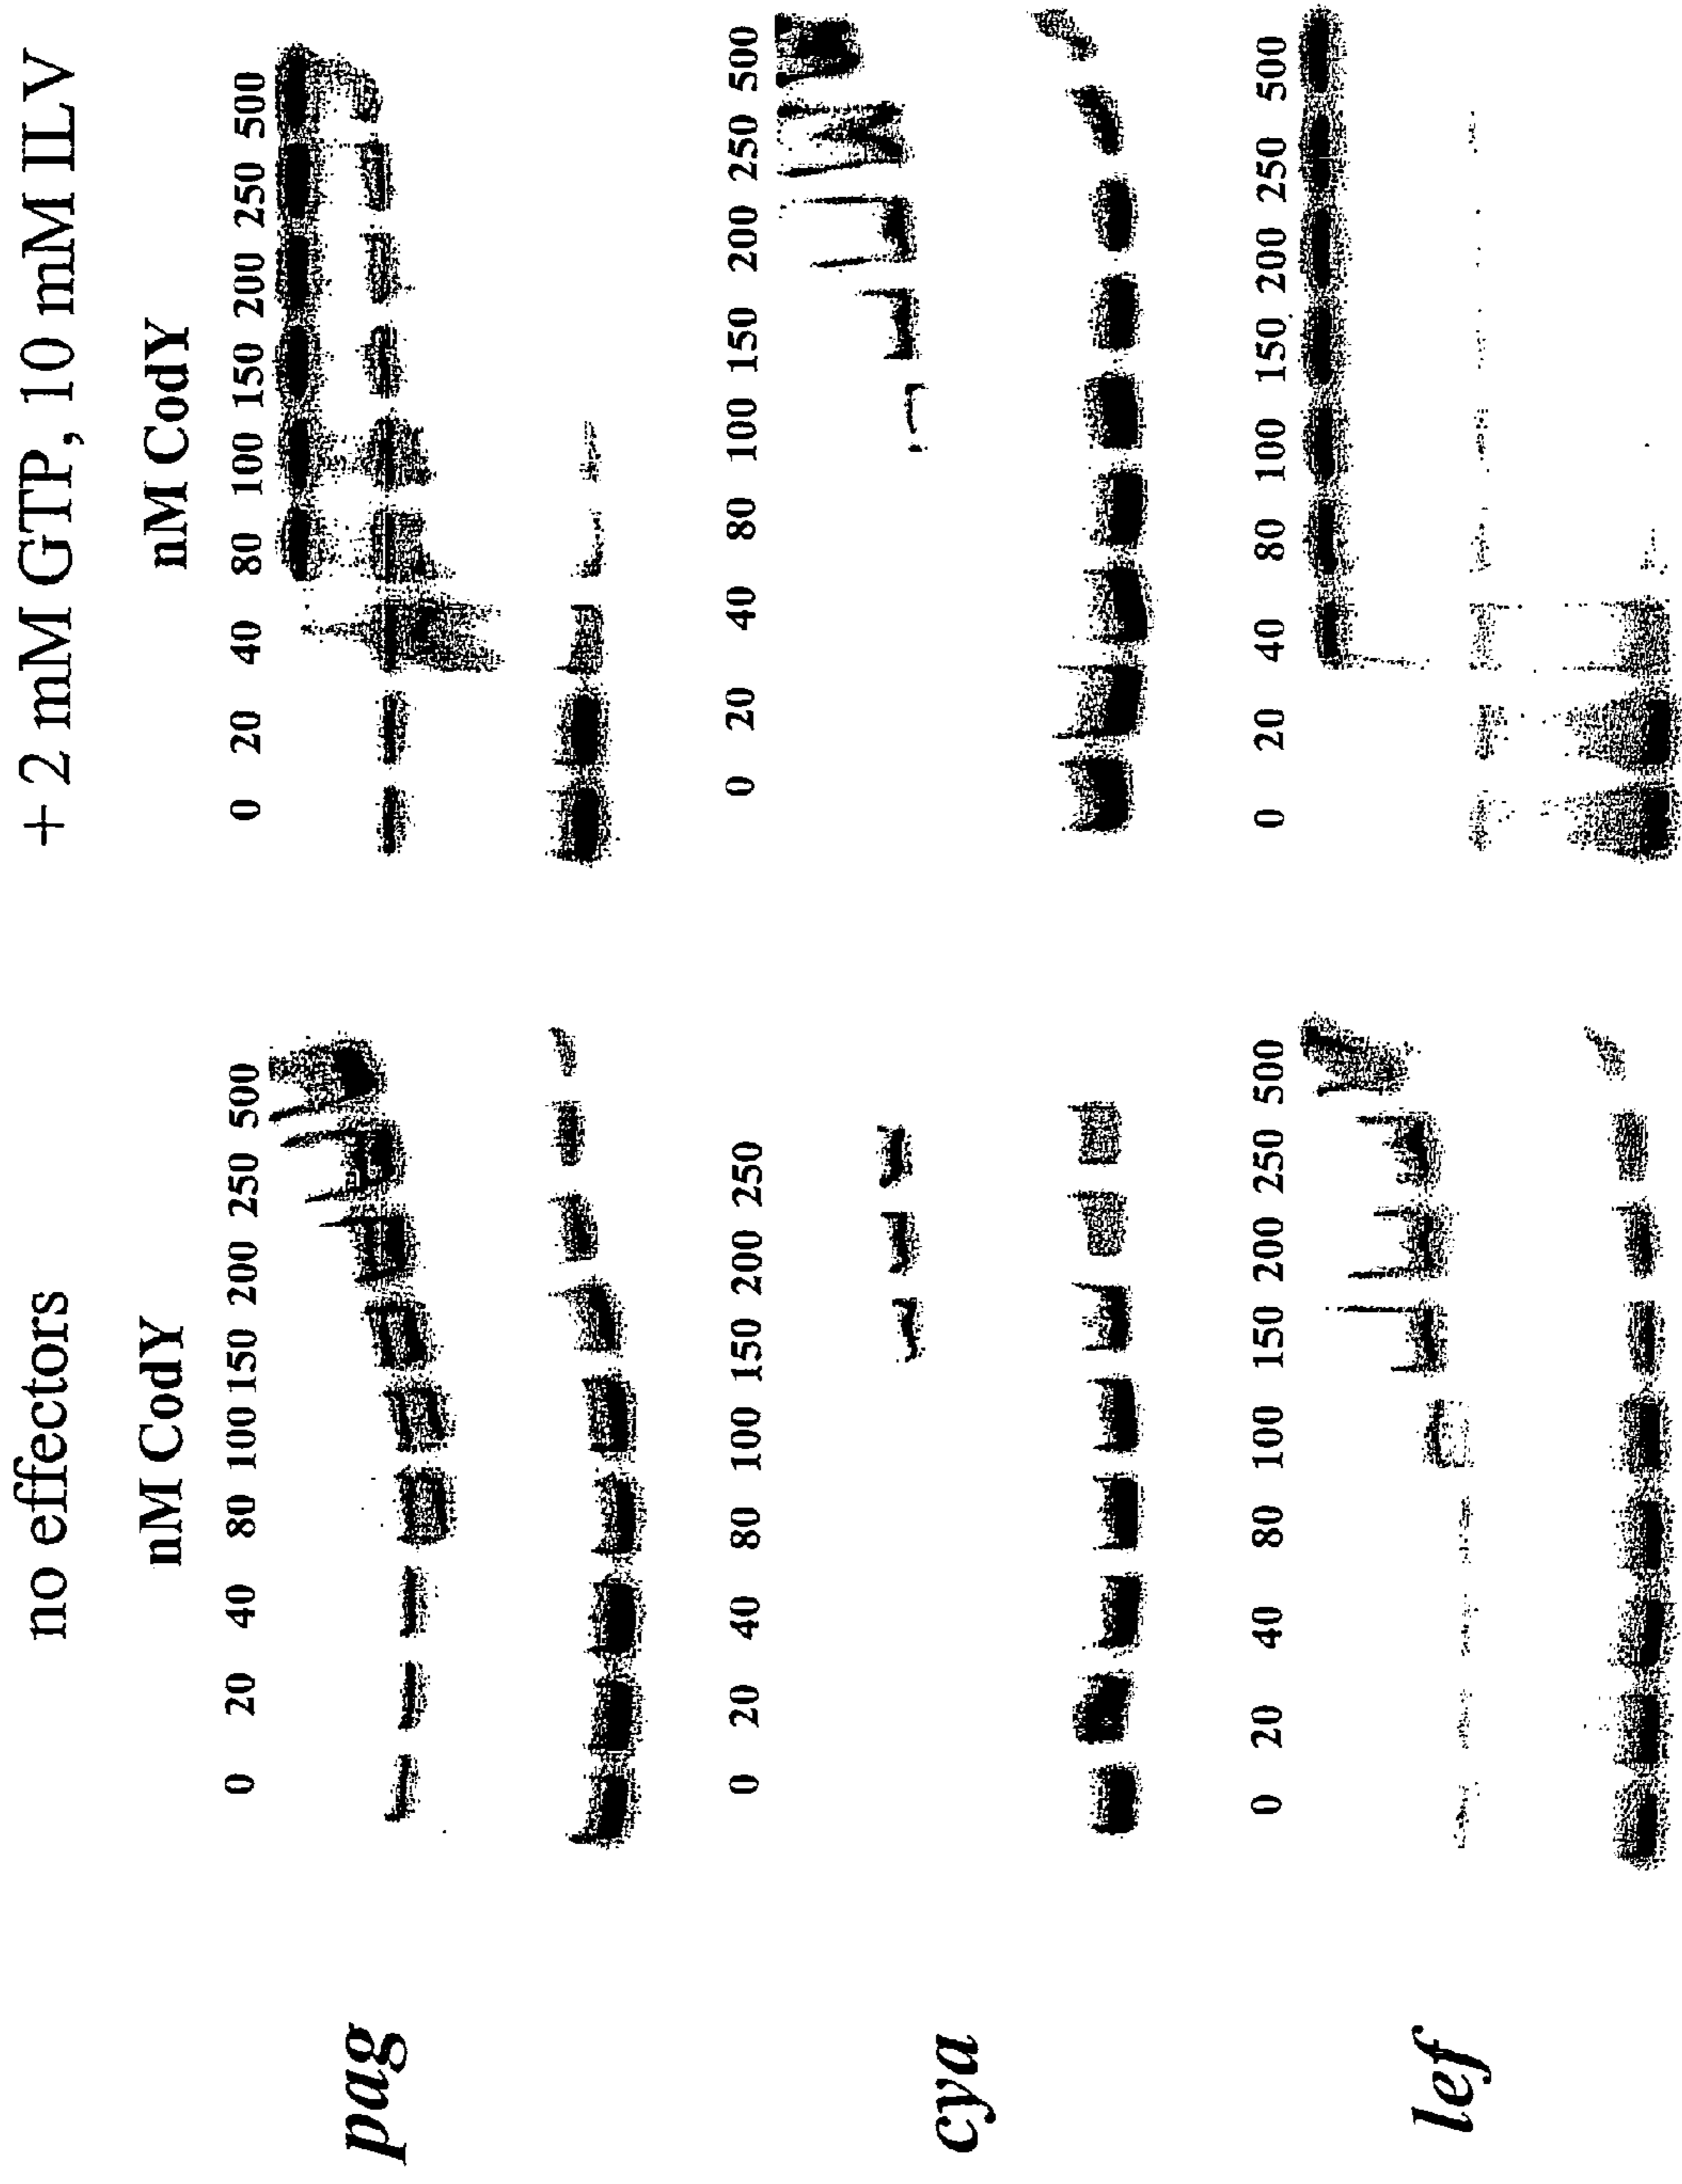 no effectors + 2 mM GTP, 10 mM ILV
nM CodY nM CodY
pag 0 20 40 80 100 150 200 250 500 0 20 40 80 100 150 200 250 500
cya 0 20 40 80 100 150 200 250 0 20 40 80 100 150 200 250 500
lef 0 20 40 80 100 150 200 250 500 0 20 40 80 100 150 200 250 500